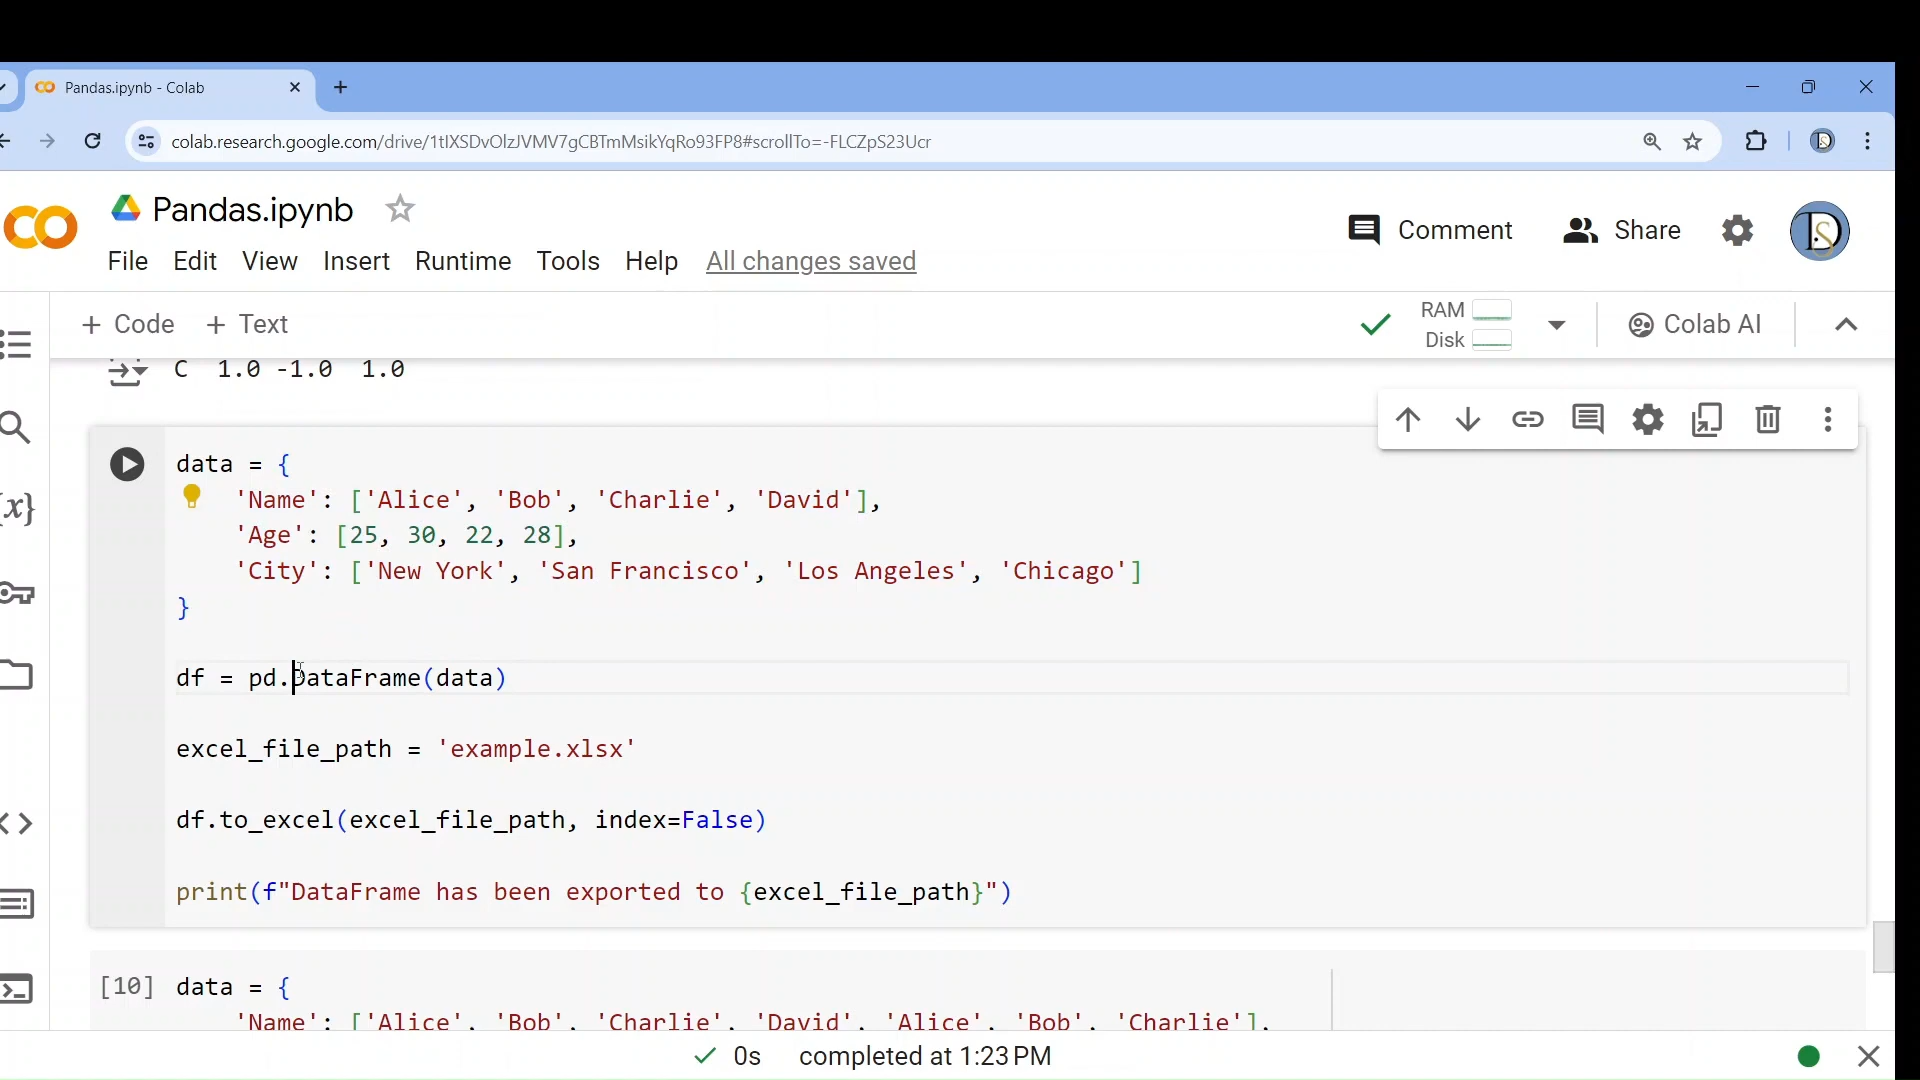 Pandas.ipynb - Colab
colab.research.google.com/drive/1tlXSDvOlzJVMV7gCBTmMsikYqRo93FP8#scrollTo=-FLCZpS23Ucr
Pandas.ipynb
Comment Share
File Edit View Insert Runtime Tools Help All changes saved
+ Code + Text RAM Disk Colab AI
C 1.0 -1.0 1.0
data = {
'Name': ['Alice', 'Bob', 'Charlie', 'David'],
'Age': [25, 30, 22, 28],
'City': ['New York', 'San Francisco', 'Los Angeles', 'Chicago']
}
df = pd.DataFrame(data)
excel_file_path = 'example.xlsx'
df.to_excel(excel_file_path, index=False)
print(f"DataFrame has been exported to {excel_file_path}")
[10] data = {
'Name': ['Alice', 'Bob', 'Charlie', 'David', 'Alice', 'Bob', 'Charlie'],
0s completed at 1:23 PM